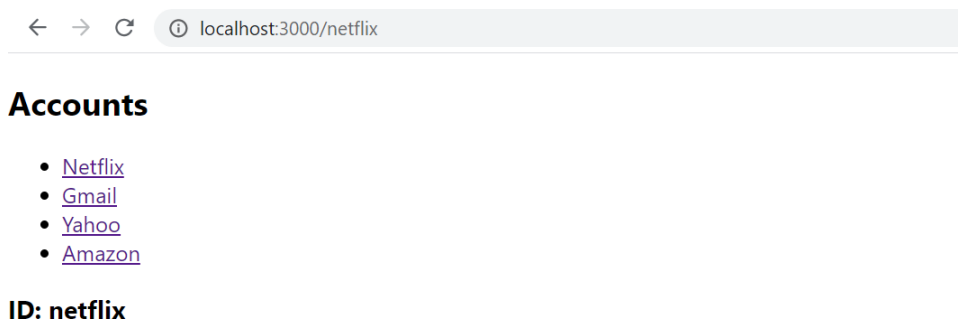 localhost:3000/netflix
Accounts
Netflix
Gmail
Yahoo
Amazon
ID: netflix